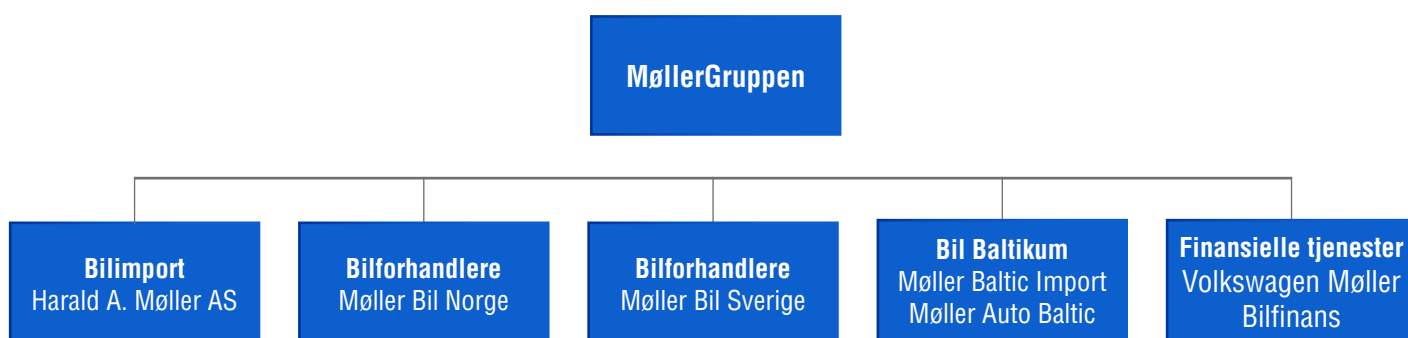 MøllerGruppen
Bilimport
Harald A. Møller AS
Bilforhandlere
Møller Bil Norge
Bilforhandlere
Møller Bil Sverige
Bil Baltikum
Møller Baltic Import
Møller Auto Baltic
Finansielle tjenester
Volkswagen Møller
Bilfinans